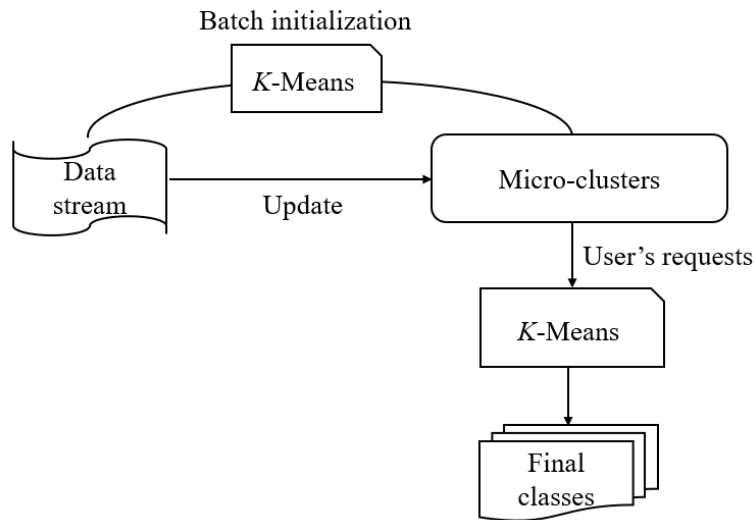 Batch initialization
K-Means
Data
stream
Update
Micro-clusters
User’s requests
K-Means
Final
classes